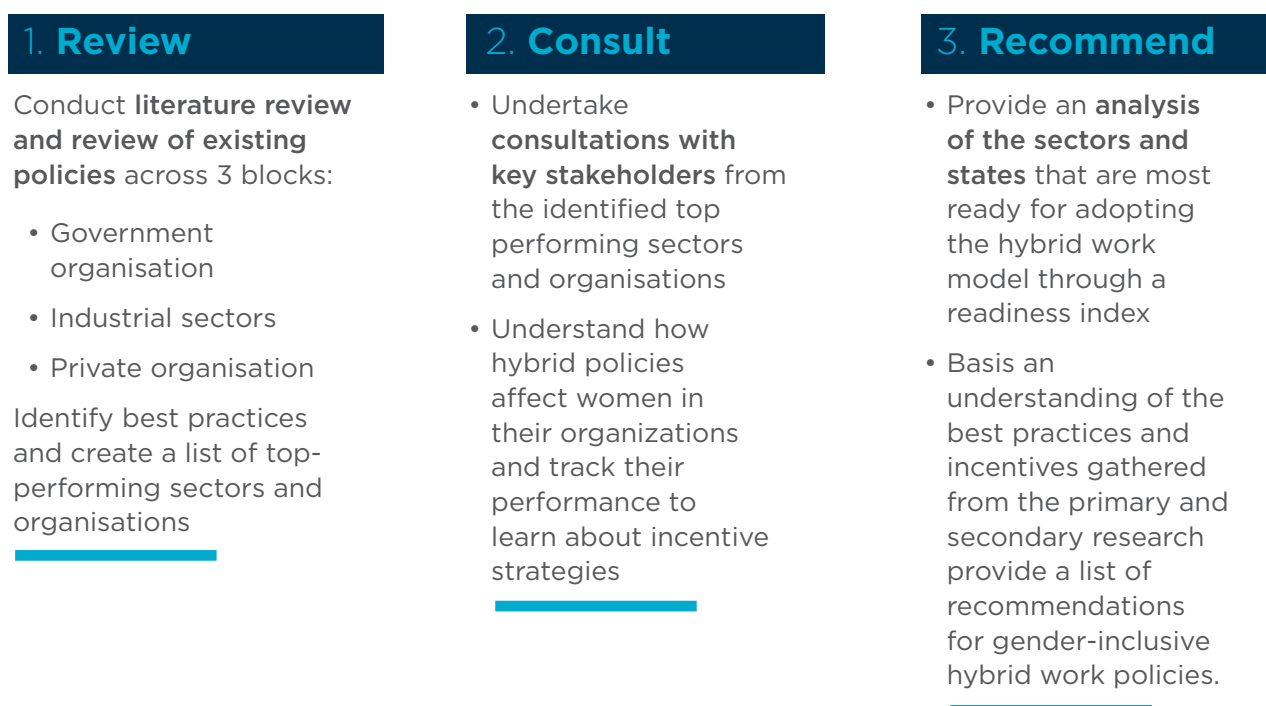 1. Review
Conduct literature review
and review of existing
policies across 3 blocks:
• Government
organisation
• Industrial sectors
• Private organisation
Identify best practices
and create a list of top-
performing sectors and
organisations
2. Consult
• Undertake
consultations with
key stakeholders from
the identified top
performing sectors
and organisations
• Understand how
hybrid policies
affect women in
their organizations
and track their
performance to
learn about incentive
strategies
3. Recommend
• Provide an analysis
of the sectors and
states that are most
ready for adopting
the hybrid work
model through a
readiness index
• Basis an
understanding of the
best practices and
incentives gathered
from the primary and
secondary research
provide a list of
recommendations
for gender-inclusive
hybrid work policies.